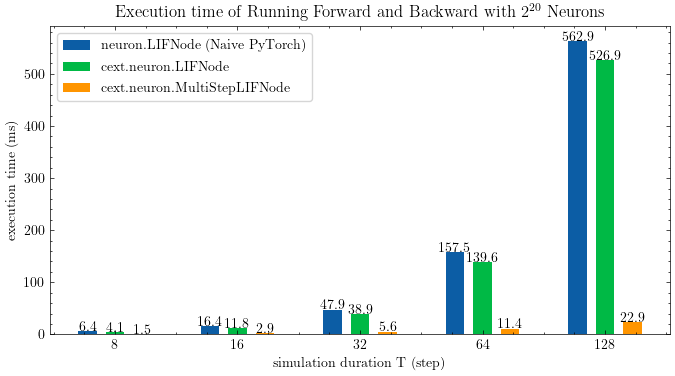 Execution time of Running Forward and Backward with 2²⁰ Neurons
neuron.LIFNode (Naive PyTorch)
cext.neuron.LIFNode
cext.neuron.MultiStepLIFNode
execution time (ms)
500
400
300
200
100
0
6.4 4.1 1.5
16.4 11.8 2.9
47.9 38.9 5.6
157.5 139.6 11.4
562.9 526.9 22.9
8 16 32 64 128
simulation duration T (step)